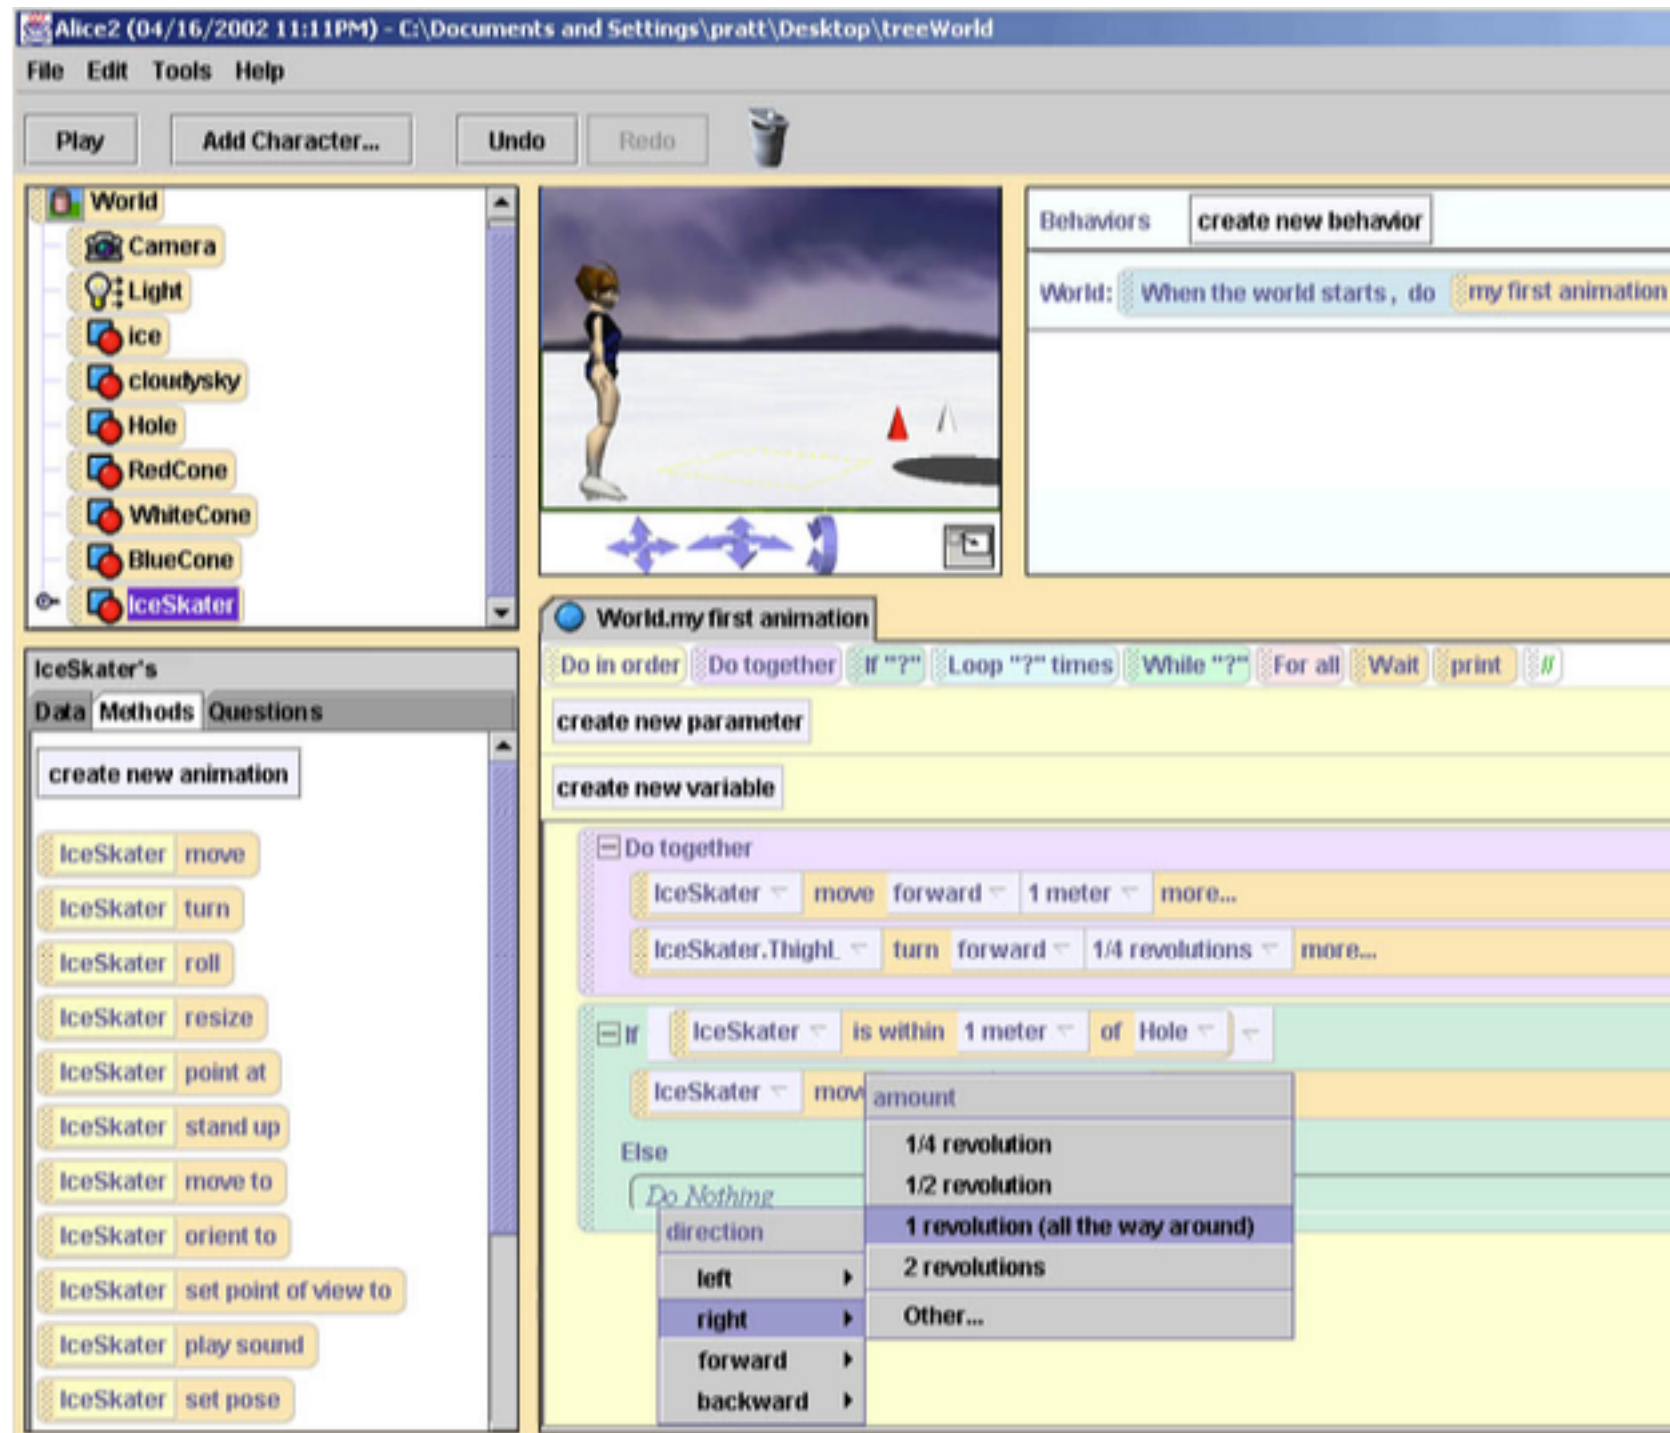 Alice2 (04/16/2002 11:11PM) - C:\Documents and Settings\pratt\Desktop\treeWorld
File Edit Tools Help
Play Add Character... Undo Redo
World
Camera
Light
ice
cloudysky
Hole
RedCone
WhiteCone
BlueCone
IceSkater
Behaviors create new behavior
World: When the world starts, do my first animation
IceSkater's
Data Methods Questions
create new animation
IceSkater move
IceSkater turn
IceSkater roll
IceSkater resize
IceSkater point at
IceSkater stand up
IceSkater move to
IceSkater orient to
IceSkater set point of view to
IceSkater play sound
IceSkater set pose
World.my first animation
Do in order Do together If "?" Loop "?" times While "?" For all Wait print //
create new parameter
create new variable
Do together
IceSkater move forward 1 meter more...
IceSkater.ThighL turn forward 1/4 revolutions more...
If IceSkater is within 1 meter of Hole
IceSkater mov
Else
Do Nothing
direction
left
right
forward
backward
amount
1/4 revolution
1/2 revolution
1 revolution (all the way around)
2 revolutions
Other...